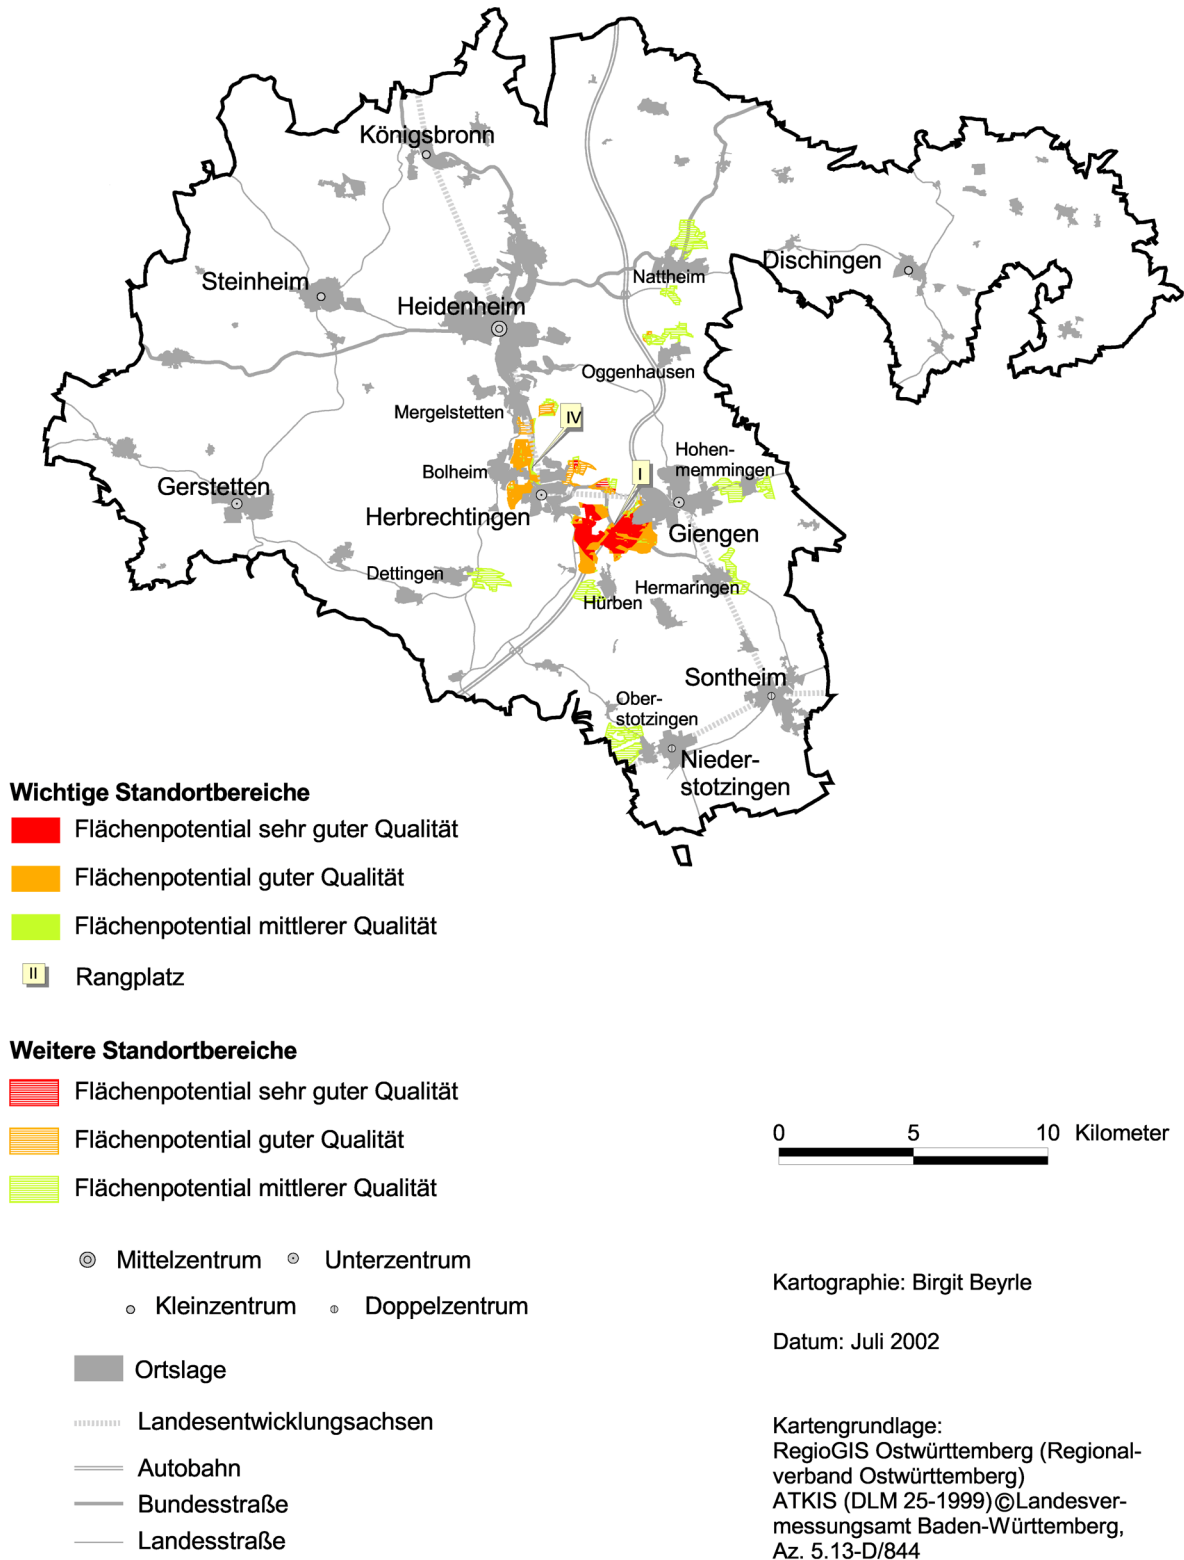 Königsbronn
Steinheim
Heidenheim
Nattheim
Dischingen
Oggenhausen
Mergelstetten
IV
Bolheim
I
Hohen-
memmingen
Gerstetten
Herbrechtingen
Giengen
Dettingen
Hürben
Hermaringen
Sontheim
Ober-
stotzingen
Nieder-
stotzingen
Wichtige Standortbereiche
Flächenpotential sehr guter Qualität
Flächenpotential guter Qualität
Flächenpotential mittlerer Qualität
II Rangplatz
Weitere Standortbereiche
Flächenpotential sehr guter Qualität
Flächenpotential guter Qualität
Flächenpotential mittlerer Qualität
0 5 10 Kilometer
Mittelzentrum Unterzentrum
Kleinzentrum Doppelzentrum
Ortslage
Landesentwicklungsachsen
Autobahn
Bundesstraße
Landesstraße
Kartographie: Birgit Beyrle
Datum: Juli 2002
Kartengrundlage:
RegioGIS Ostwürttemberg (Regional-
verband Ostwürttemberg)
ATKIS (DLM 25-1999)©Landesver-
messungsamt Baden-Württemberg,
Az. 5.13-D/844